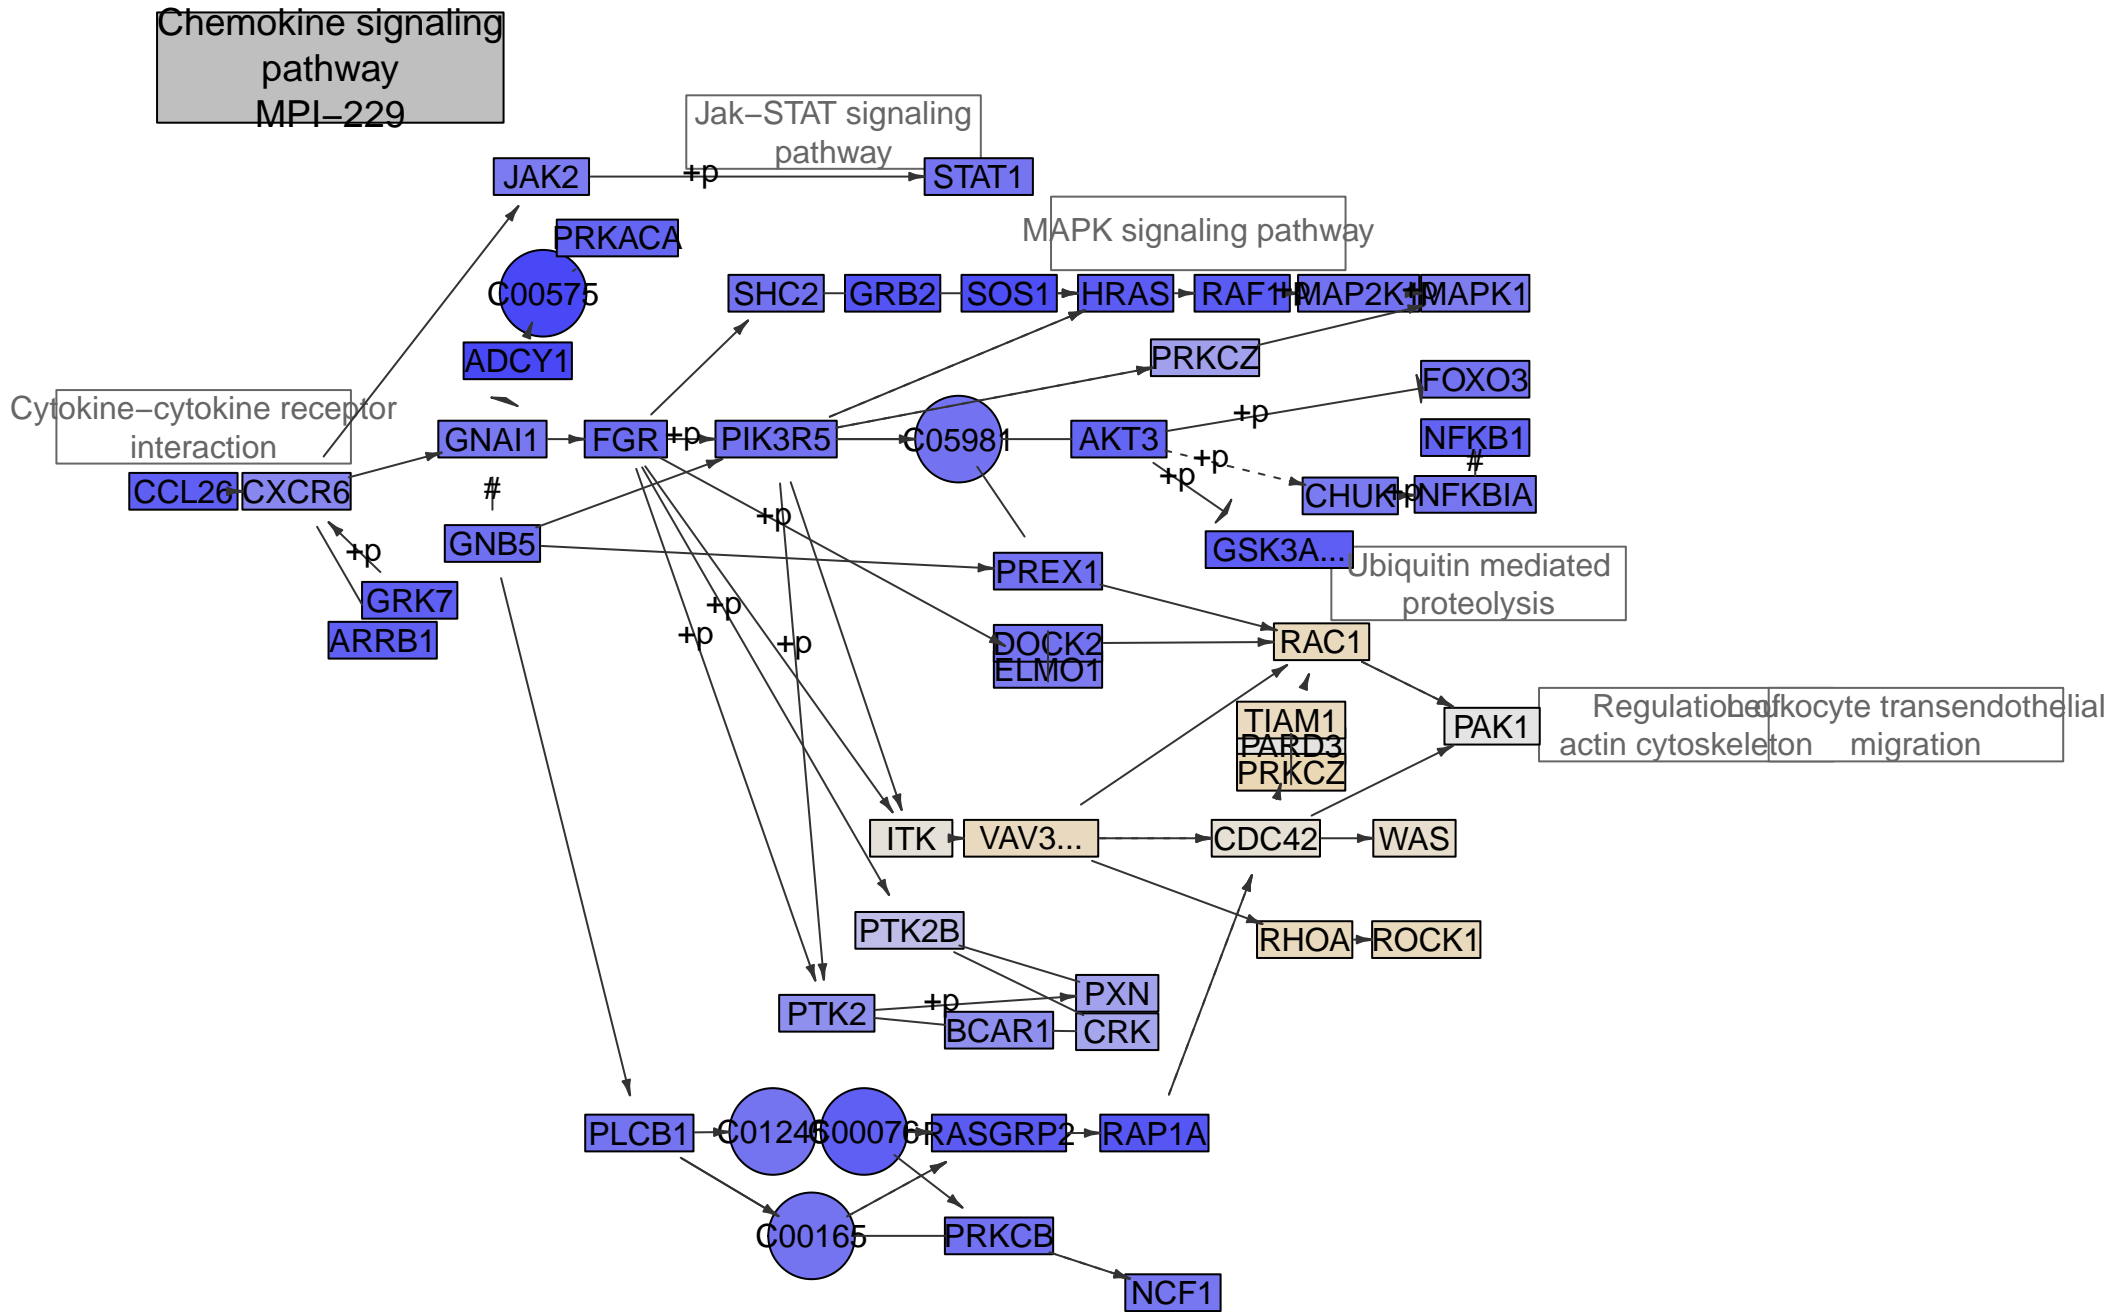 Chemokine signaling
pathway
MPI−229
Jak−STAT signaling
pathway
JAK2
+p
STAT1
PRKACA
MAPK signaling pathway
C00575
SHC2
GRB2
SOS1
HRAS
RAF1
+p
MAP2K1
+p
MAPK1
ADCY1
PRKCZ
FOXO3
Cytokine−cytokine receptor
interaction
+p
GNAI1
FGR
+p
PIK3R5
C05981
AKT3
NFKB1
+p
#
CCL26
CXCR6
#
+p
CHUK
+p
NFKBIA
+p
GNB5
+p
GSK3A...
Ubiquitin mediated
proteolysis
PREX1
GRK7
+p
ARRB1
+p
+p
DOCK2
ELMO1
RAC1
TIAM1
PARD3
PRKCZ
PAK1
Regulation of
actin cytoskeleton
Leukocyte transendothelial
migration
ITK
VAV3...
CDC42
WAS
PTK2B
RHOA
ROCK1
PXN
+p
PTK2
BCAR1
CRK
PLCB1
C00076
RASGRP2
RAP1A
C00165
PRKCB
NCF1